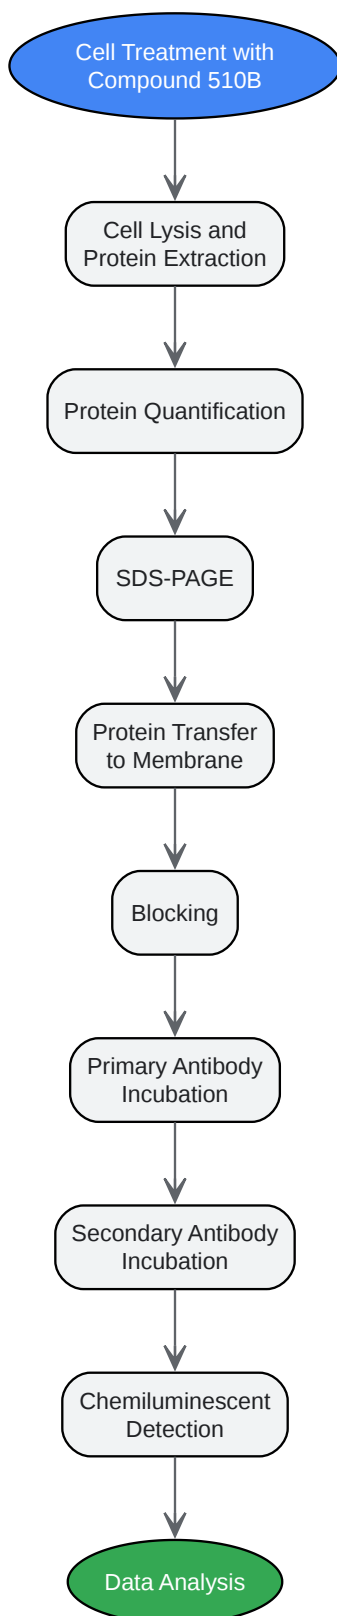 Cell Treatment with
Compound 510B
Cell Lysis and
Protein Extraction
Protein Quantification
SDS-PAGE
Protein Transfer
to Membrane
Blocking
Primary Antibody
Incubation
Secondary Antibody
Incubation
Chemiluminescent
Detection
Data Analysis